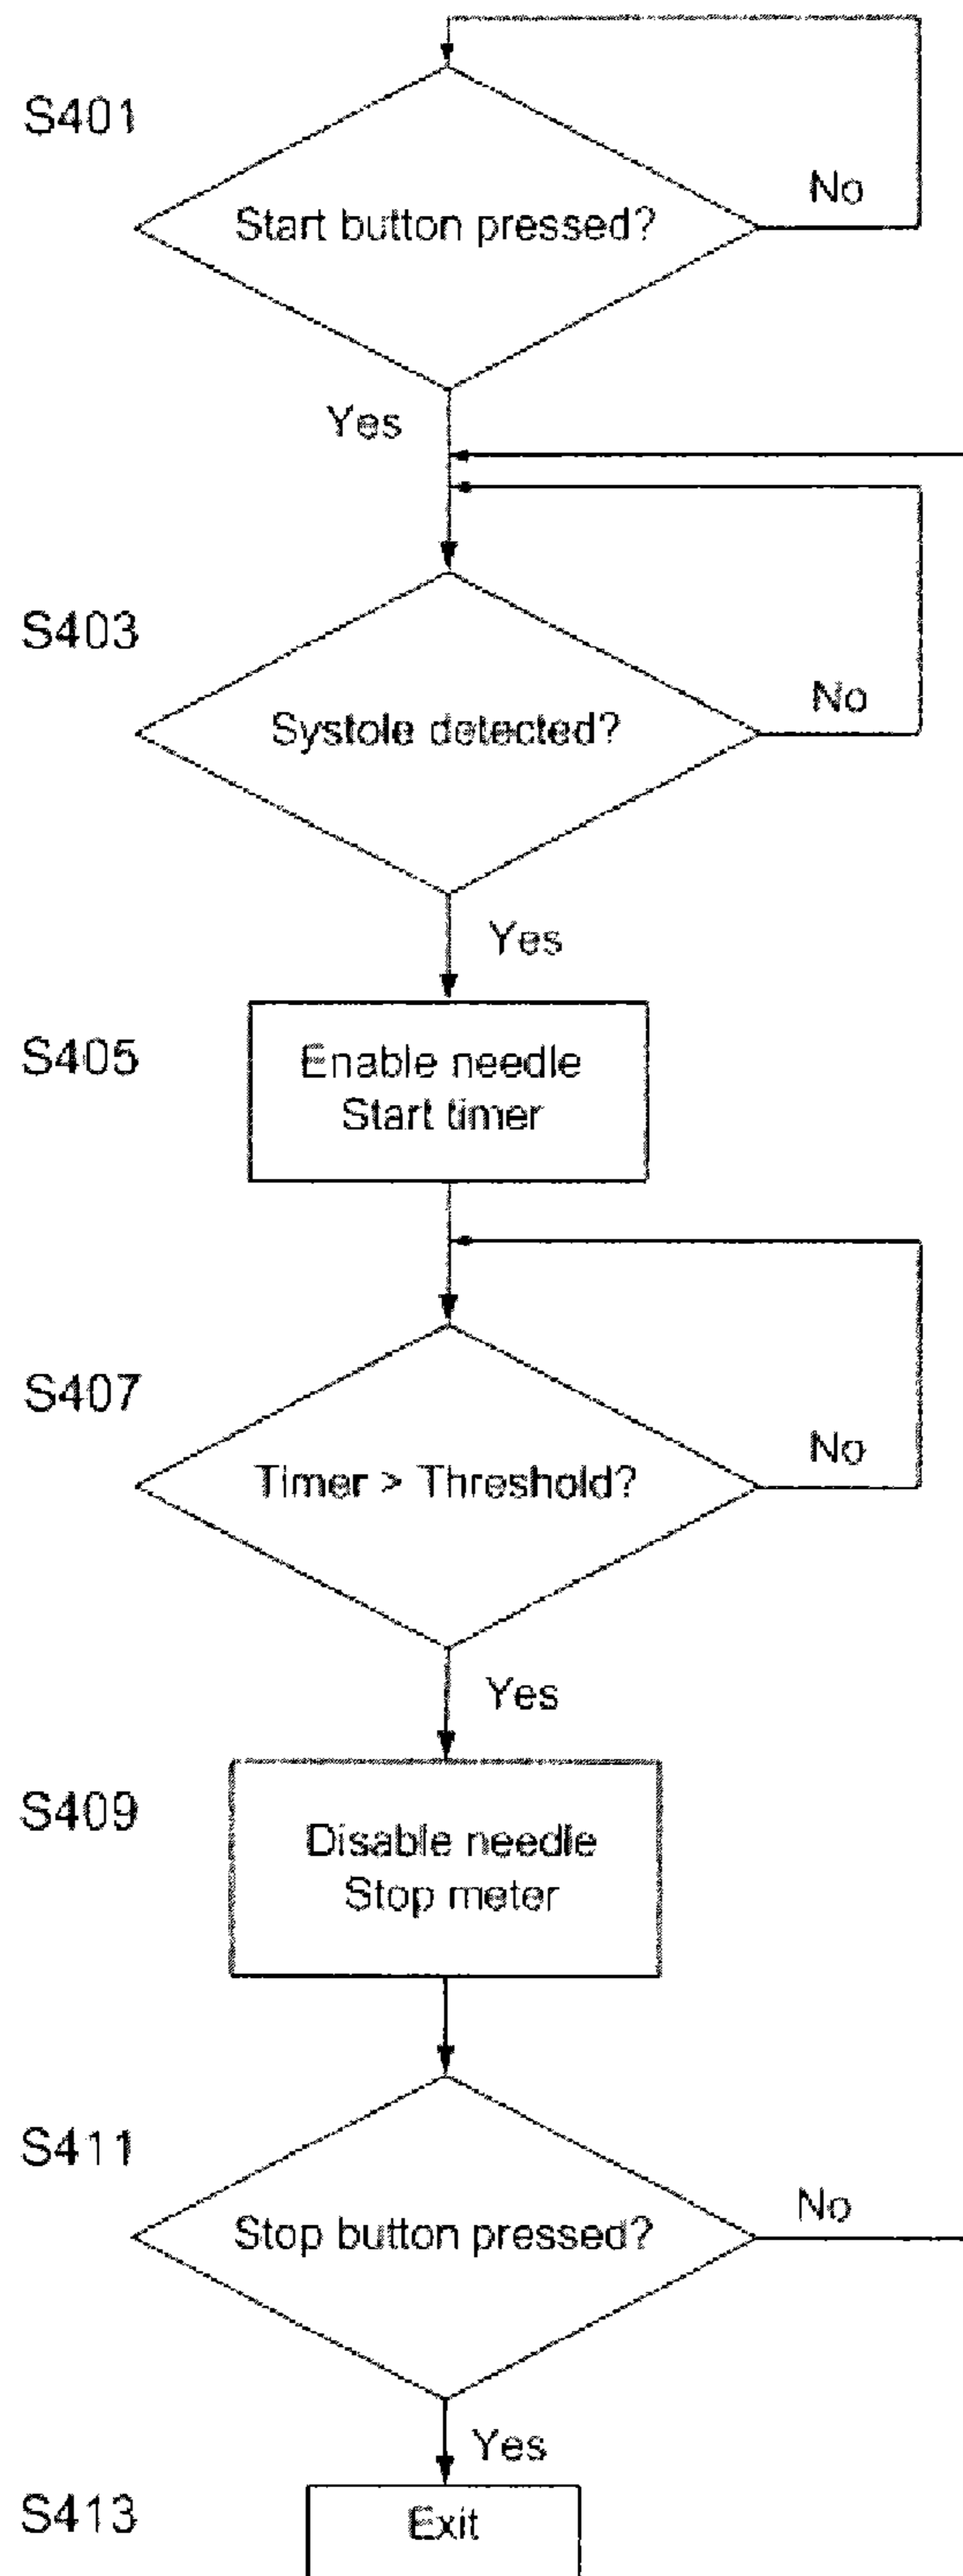 S401
Start button pressed?
No
Yes
S403
Systole detected?
No
Yes
S405
Enable needle
Start timer
S407
Timer > Threshold?
No
Yes
S409
Disable needle
Stop meter
S411
Stop button pressed?
No
Yes
S413
Exit